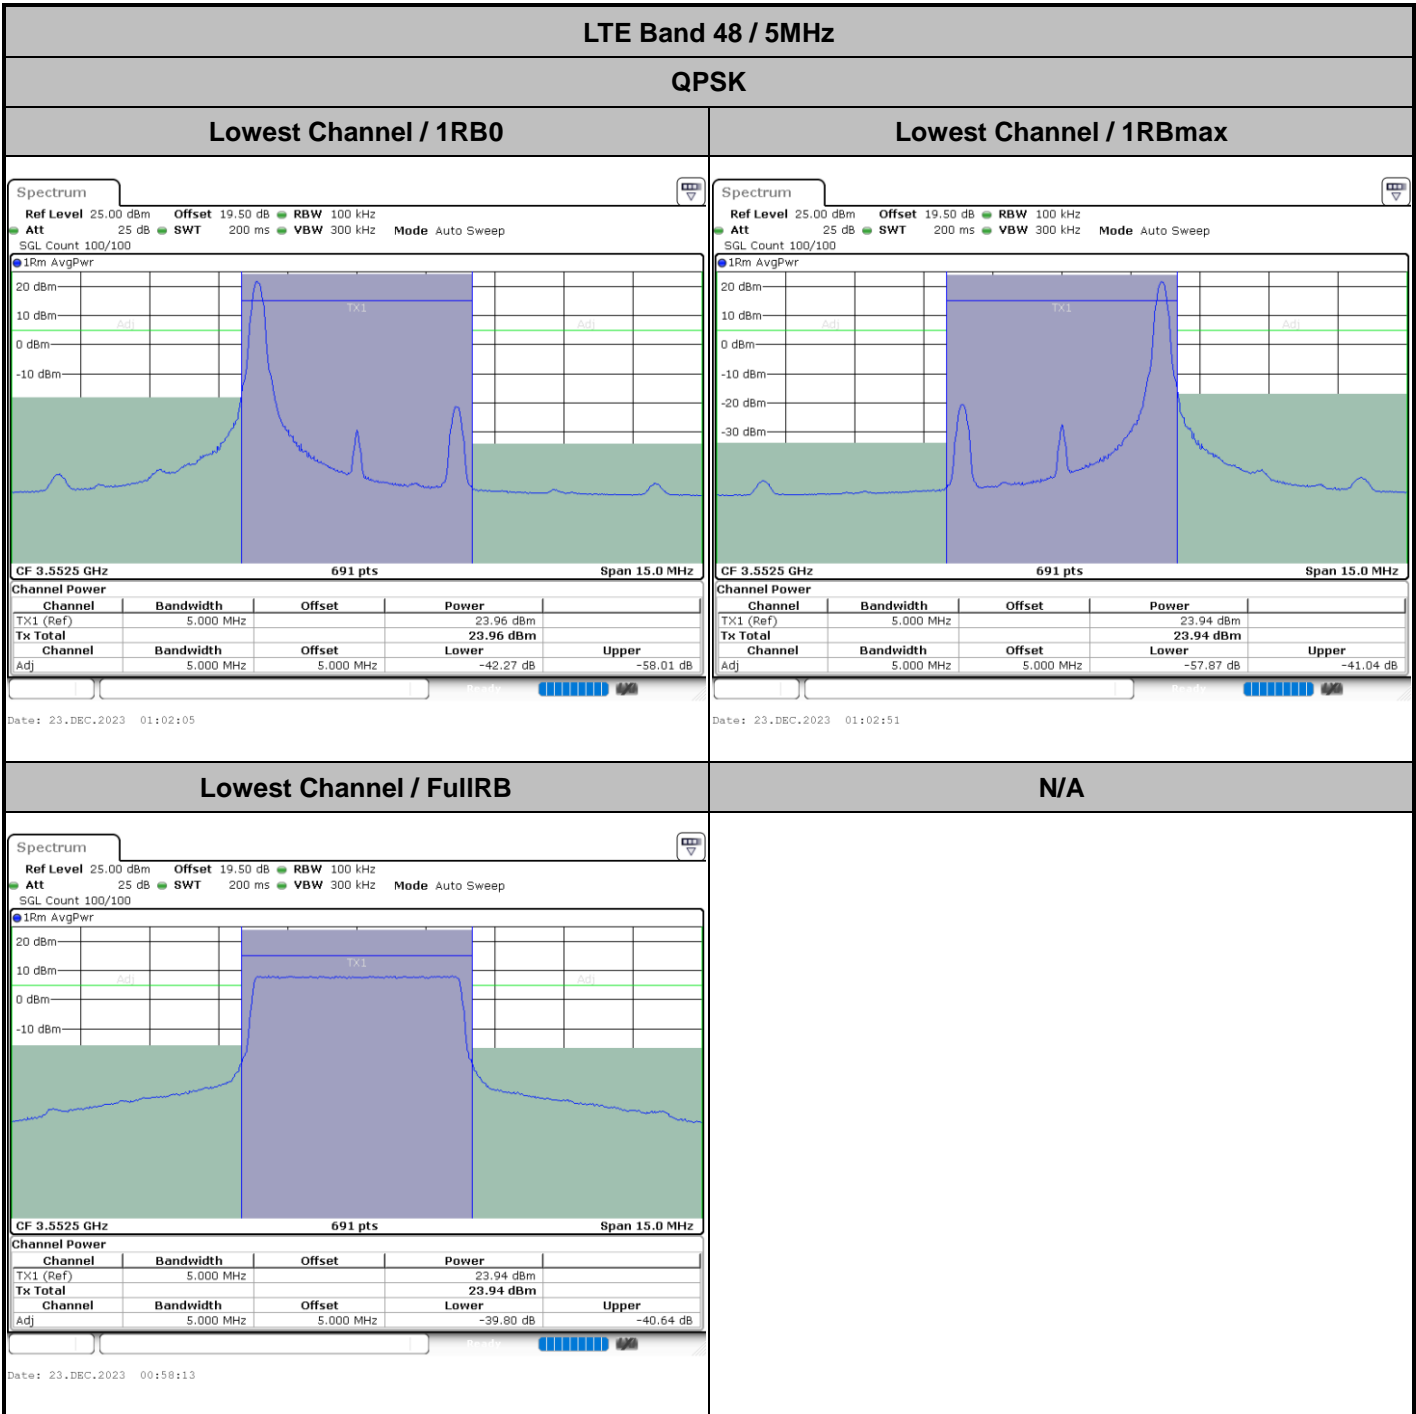 LTE Band 48 / 5MHz
QPSK
Lowest Channel / 1RB0
Lowest Channel / 1RBmax
Spectrum
Ref Level 25.00 dBm Offset 19.50 dB RBW 100 kHz
Att 25 dB SWT 200 ms VBW 300 kHz Mode Auto Sweep
SGL Count 100/100
1Rm AvgPwr
20 dBm
10 dBm
0 dBm
-10 dBm
Adj
TX1
Adj
CF 3.5525 GHz 691 pts Span 15.0 MHz
Channel Power
Channel Bandwidth Offset Power
TX1 (Ref) 5.000 MHz 23.96 dBm
Tx Total 23.96 dBm
Channel Bandwidth Offset Lower Upper
Adj 5.000 MHz 5.000 MHz -42.27 dB -58.01 dB
Ready
Date: 23.DEC.2023 01:02:05
Spectrum
Ref Level 25.00 dBm Offset 19.50 dB RBW 100 kHz
Att 25 dB SWT 200 ms VBW 300 kHz Mode Auto Sweep
SGL Count 100/100
1Rm AvgPwr
20 dBm
10 dBm
0 dBm
-10 dBm
-20 dBm
-30 dBm
Adj
TX1
Adj
CF 3.5525 GHz 691 pts Span 15.0 MHz
Channel Power
Channel Bandwidth Offset Power
TX1 (Ref) 5.000 MHz 23.94 dBm
Tx Total 23.94 dBm
Channel Bandwidth Offset Lower Upper
Adj 5.000 MHz 5.000 MHz -57.87 dB -41.04 dB
Ready
Date: 23.DEC.2023 01:02:51
Lowest Channel / FullRB
N/A
Spectrum
Ref Level 25.00 dBm Offset 19.50 dB RBW 100 kHz
Att 25 dB SWT 200 ms VBW 300 kHz Mode Auto Sweep
SGL Count 100/100
1Rm AvgPwr
20 dBm
10 dBm
0 dBm
-10 dBm
Adj
TX1
Adj
CF 3.5525 GHz 691 pts Span 15.0 MHz
Channel Power
Channel Bandwidth Offset Power
TX1 (Ref) 5.000 MHz 23.94 dBm
Tx Total 23.94 dBm
Channel Bandwidth Offset Lower Upper
Adj 5.000 MHz 5.000 MHz -39.80 dB -40.64 dB
Ready
Date: 23.DEC.2023 00:58:13